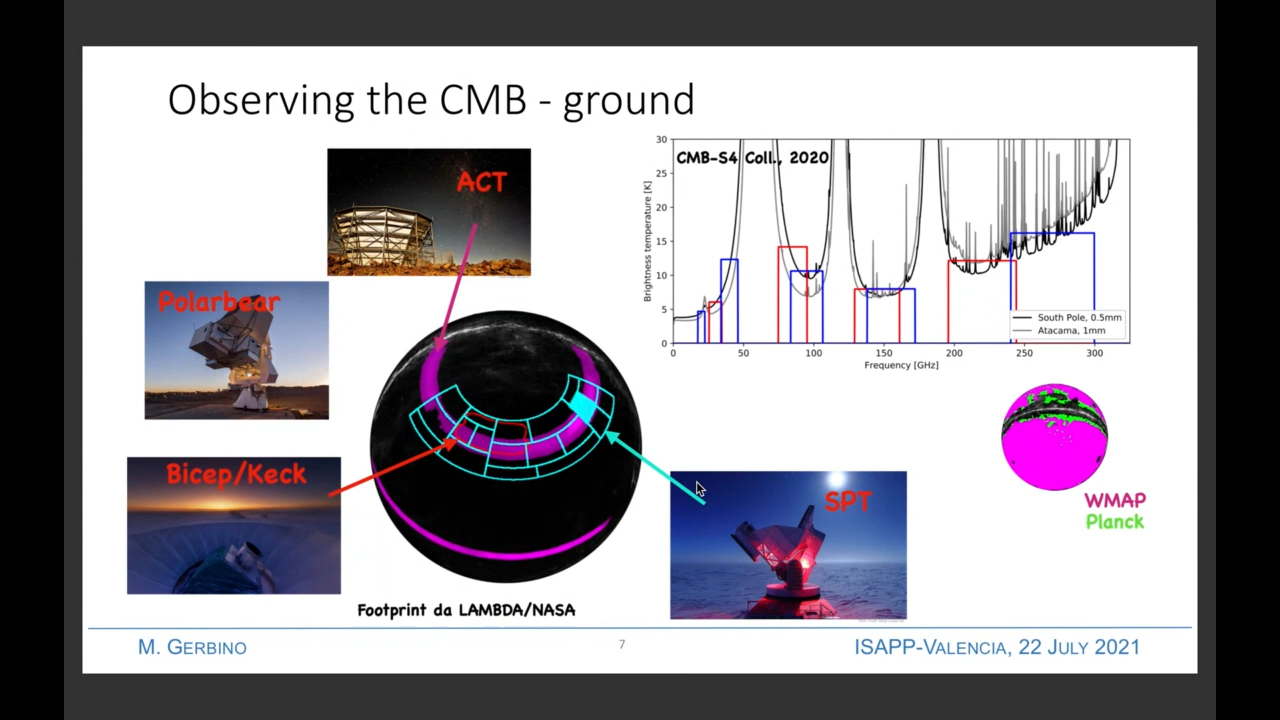 Observing the CMB - ground
ACT
Polarbear
Bicep/Keck
SPT
Footprint da LAMBDA/NASA
CMB-S4 Coll., 2020
Brightness temperature [K]
30
25
20
15
10
5
0
0 50 100 150 200 250 300
Frequency [GHz]
South Pole, 0.5mm
Atacama, 1mm
WMAP
Planck
M. GERBINO
7
ISAPP-VALENCIA, 22 JULY 2021